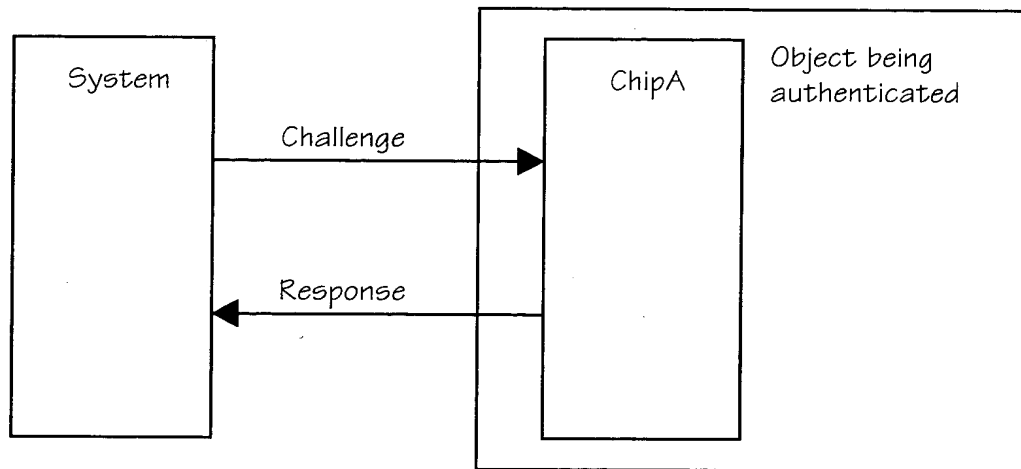 System
ChipA
Object being
authenticated
Challenge
Response